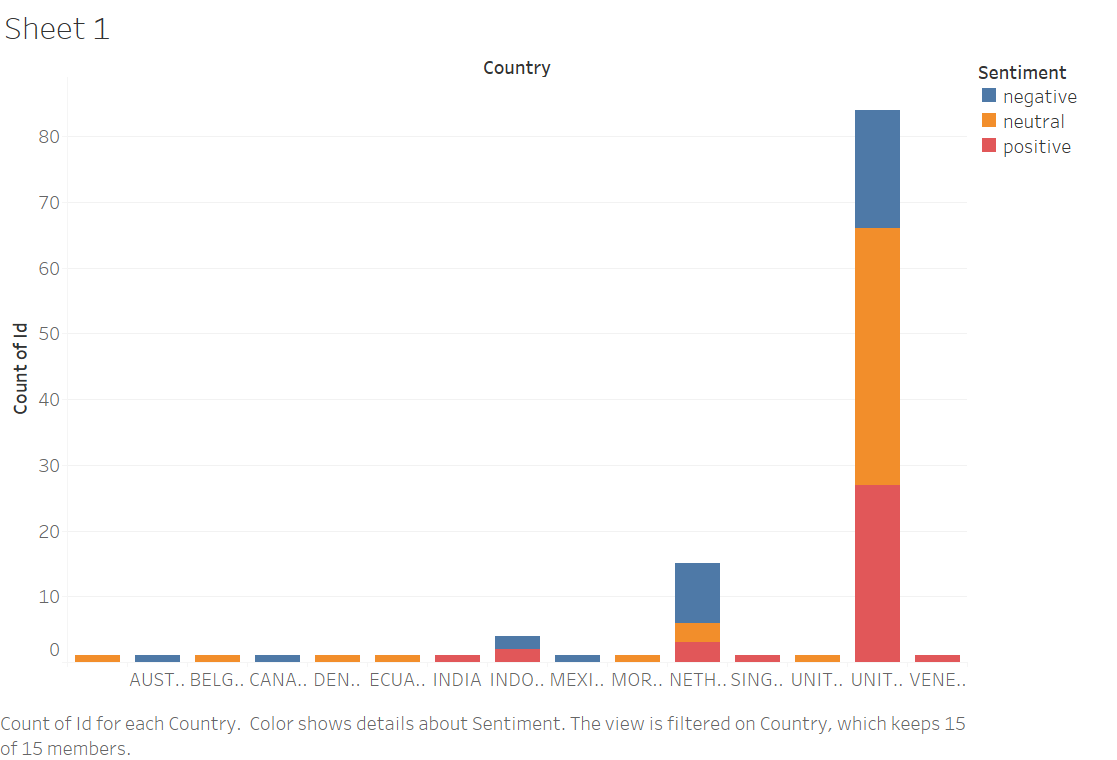 Sheet 1
Country
Sentiment
negative
neutral
positive
Count of Id
80
70
60
50
40
30
20
10
0
AUST.. BELG.. CANA.. DEN.. ECUA.. INDIA INDO.. MEXI.. MOR.. NETH.. SING.. UNIT.. UNIT.. VENE..
Count of Id for each Country. Color shows details about Sentiment. The view is filtered on Country, which keeps 15
of 15 members.